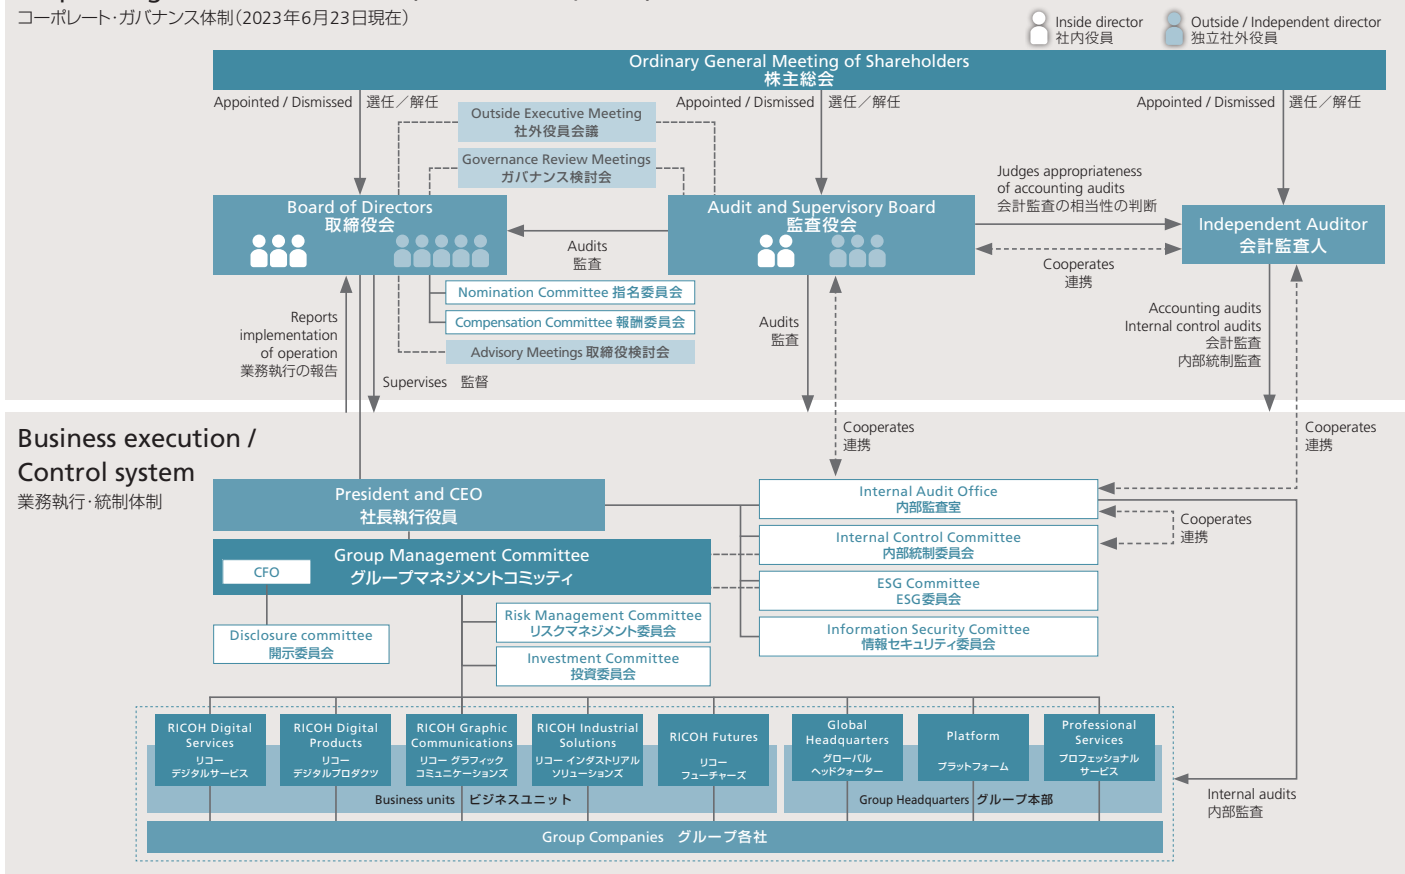 コーポレート・ガバナンス体制(2023年6月23日現在)
Inside director
社内役員
Outside / Independent director
独立社外役員
Ordinary General Meeting of Shareholders
株主総会
Appointed / Dismissed 選任／解任
Appointed / Dismissed 選任／解任
Appointed / Dismissed 選任／解任
Outside Executive Meeting
社外役員会議
Governance Review Meetings
ガバナンス検討会
Board of Directors
取締役会
Audits
監査
Audit and Supervisory Board
監査役会
Judges appropriateness
of accounting audits
会計監査の相当性の判断
Cooperates
連携
Independent Auditor
会計監査人
Nomination Committee 指名委員会
Compensation Committee 報酬委員会
Advisory Meetings 取締役検討会
Reports
implementation
of operation
業務執行の報告
Supervises 監督
Audits
監査
Accounting audits
Internal control audits
会計監査
内部統制監査
Business execution /
Control system
業務執行・統制体制
Cooperates
連携
Cooperates
連携
President and CEO
社長執行役員
Internal Audit Office
内部監査室
Cooperates
連携
Group Management Committee
グループマネジメントコミッティ
CFO
Internal Control Committee
内部統制委員会
ESG Committee
ESG委員会
Disclosure committee
開示委員会
Risk Management Committee
リスクマネジメント委員会
Information Security Comittee
情報セキュリティ委員会
Investment Committee
投資委員会
RICOH Digital
Services
リコー
デジタルサービス
RICOH Digital
Products
リコー
デジタルプロダクツ
RICOH Graphic
Communications
リコー グラフィック
コミュニケーションズ
RICOH Industrial
Solutions
リコー インダストリアル
ソリューションズ
RICOH Futures
リコー
フューチャーズ
Global
Headquarters
グローバル
ヘッドクォーター
Platform
プラットフォーム
Professional
Services
プロフェッショナル
サービス
Business units ビジネスユニット
Group Headquarters グループ本部
Internal audits
内部監査
Group Companies グループ各社